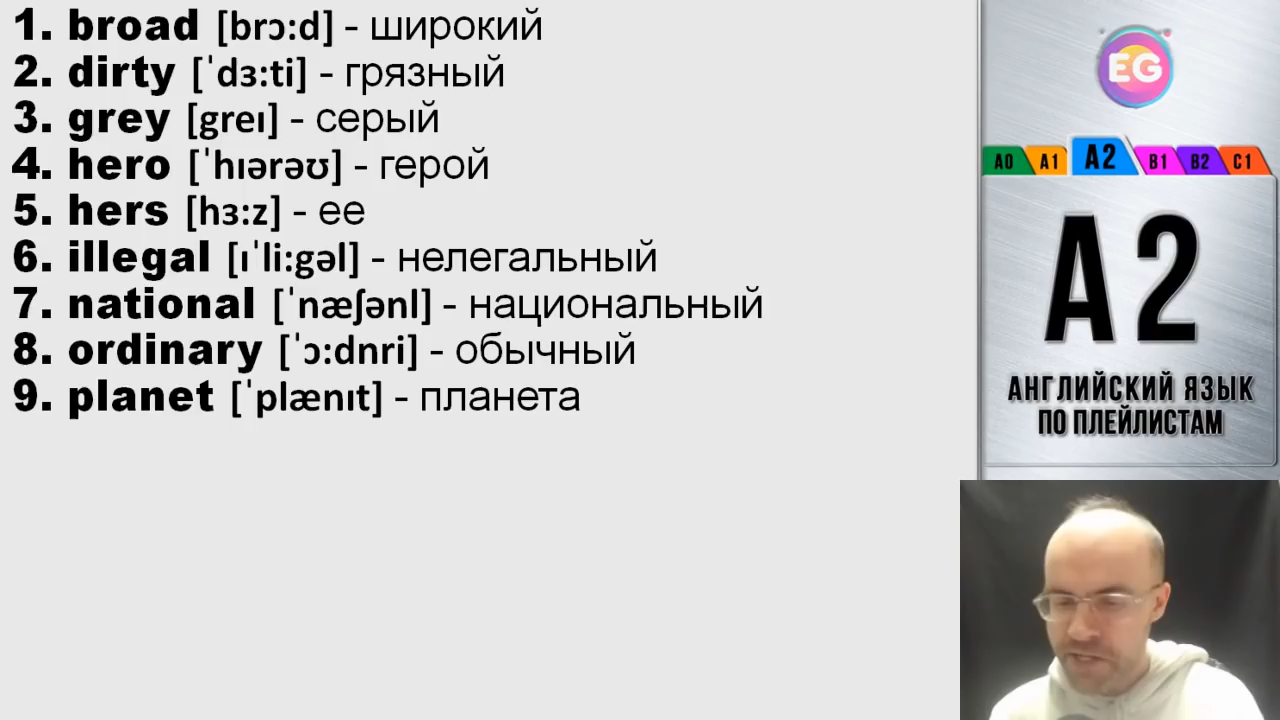 1. broad [brɔ:d] - широкий
2. dirty [ˈdɜ:ti] - грязный
3. grey [greɪ] - серый
4. hero [ˈhɪərəʊ] - герой
5. hers [hɜ:z] - ее
6. illegal [ɪˈli:gəl] - нелегальный
7. national [ˈnæʃənl] - национальный
8. ordinary [ˈɔ:dnri] - обычный
9. planet [ˈplænɪt] - планета
EG
A0 A1 A2 B1 B2 C1
A2
АНГЛИЙСКИЙ ЯЗЫК
ПО ПЛЕЙЛИСТАМ